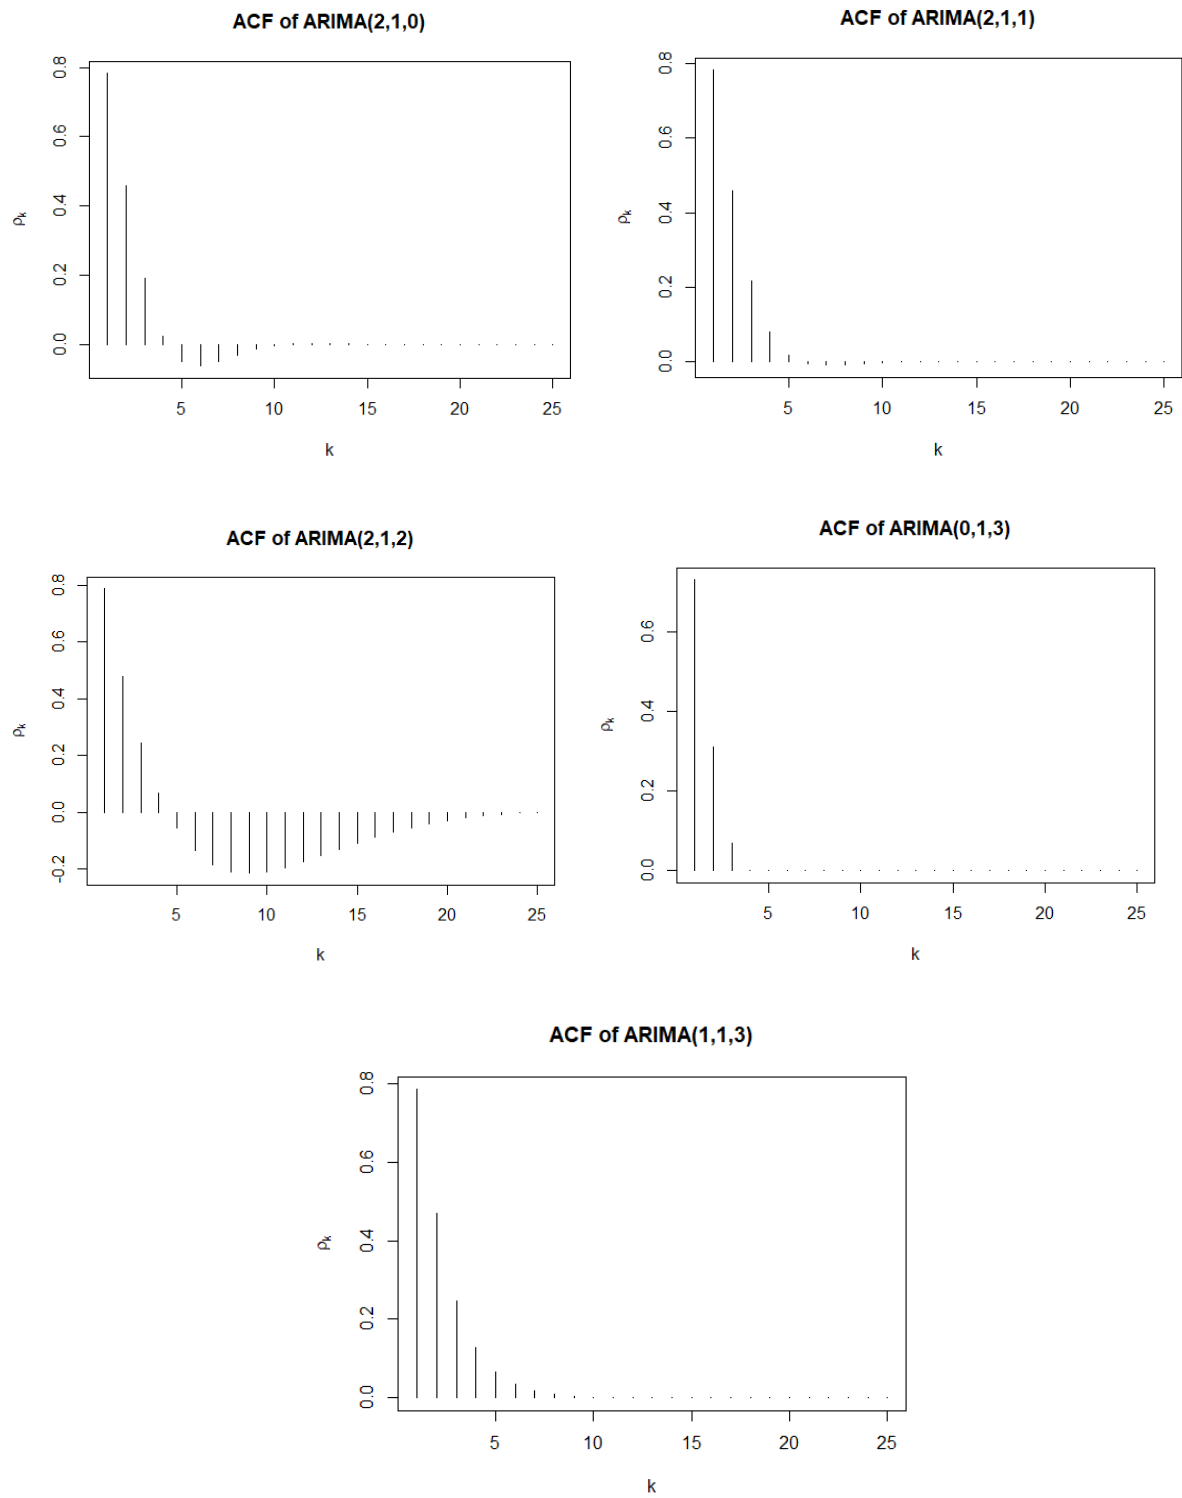 ACF of ARIMA(2,1,0)
0.8
0.6
0.4
0.2
0.0
ρk
5 10 15 20 25
k
ACF of ARIMA(2,1,1)
0.8
0.6
0.4
0.2
0.0
ρk
5 10 15 20 25
k
ACF of ARIMA(2,1,2)
0.8
0.6
0.4
0.2
0.0
-0.2
ρk
5 10 15 20 25
k
ACF of ARIMA(0,1,3)
0.6
0.4
0.2
0.0
ρk
5 10 15 20 25
k
ACF of ARIMA(1,1,3)
0.8
0.6
0.4
0.2
0.0
ρk
5 10 15 20 25
k